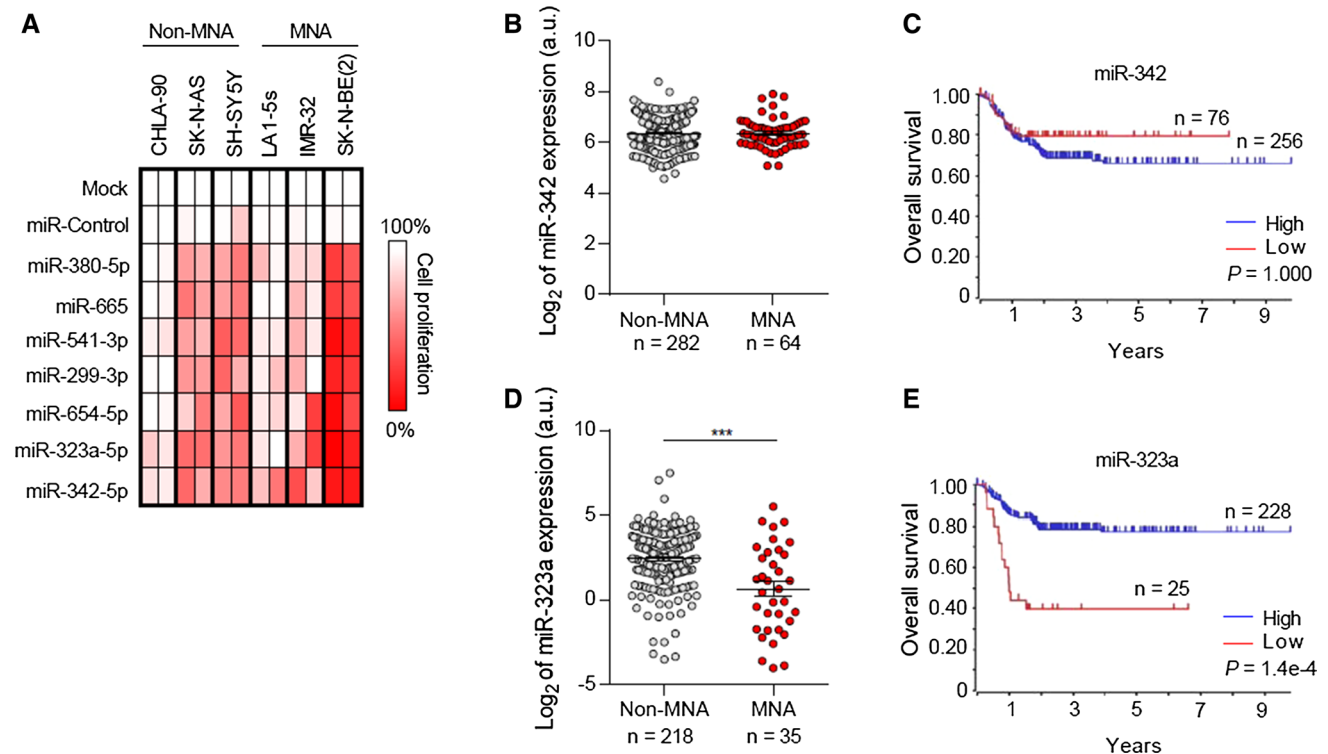 A
Non-MNA
MNA
CHLA-90
SK-N-AS
SH-SY5Y
LA1-5s
IMR-32
SK-N-BE(2)
Mock
miR-Control
miR-380-5p
miR-665
miR-541-3p
miR-299-3p
miR-654-5p
miR-323a-5p
miR-342-5p
100%
Cell proliferation
0%
B
Log2 of miR-342 expression (a.u.)
10
8
6
4
2
0
Non-MNA
n = 282
MNA
n = 64
C
miR-342
Overall survival
1.00
0.80
0.60
0.40
0.20
0
n = 76
n = 256
High
Low
P = 1.000
1 3 5 7 9
Years
D
Log2 of miR-323a expression (a.u.)
10
5
0
-5
***
Non-MNA
n = 218
MNA
n = 35
E
miR-323a
Overall survival
1.00
0.80
0.60
0.40
0.20
0
n = 228
n = 25
High
Low
P = 1.4e-4
1 3 5 7 9
Years